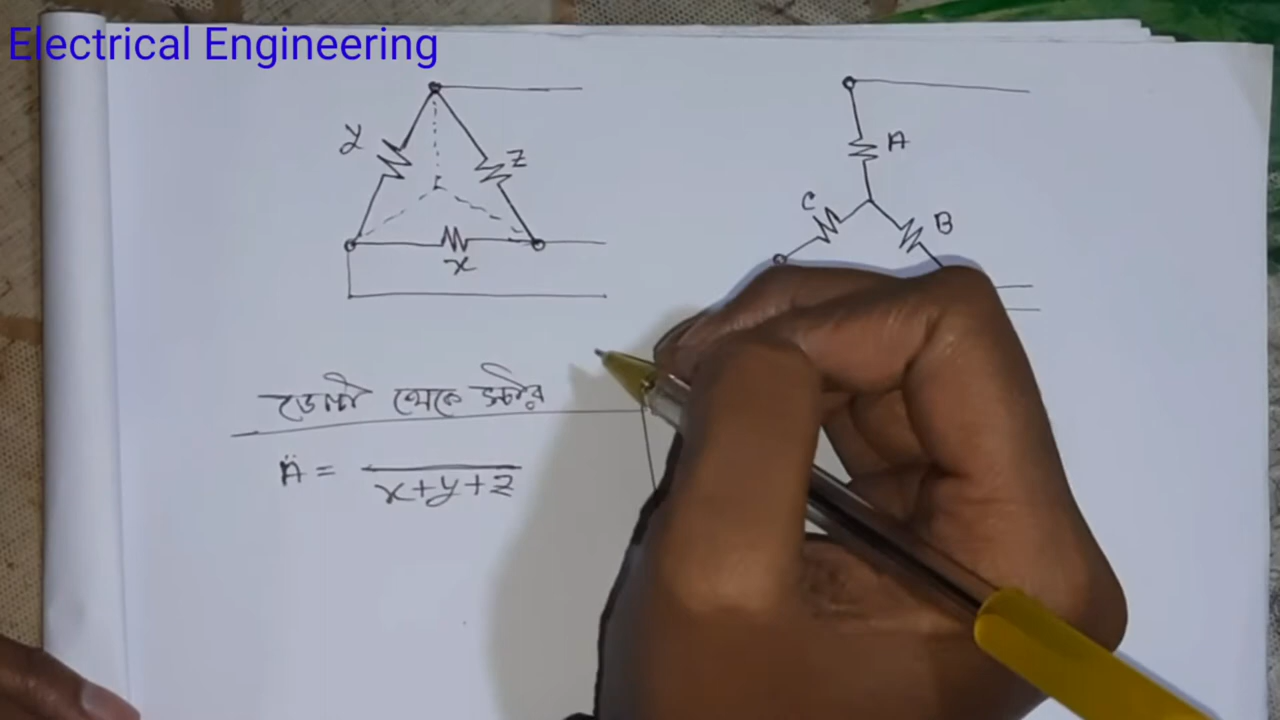 Electrical Engineering
y
z
x
A
C
B
ডেল্টা থেকে স্টার
A =
x+y+z